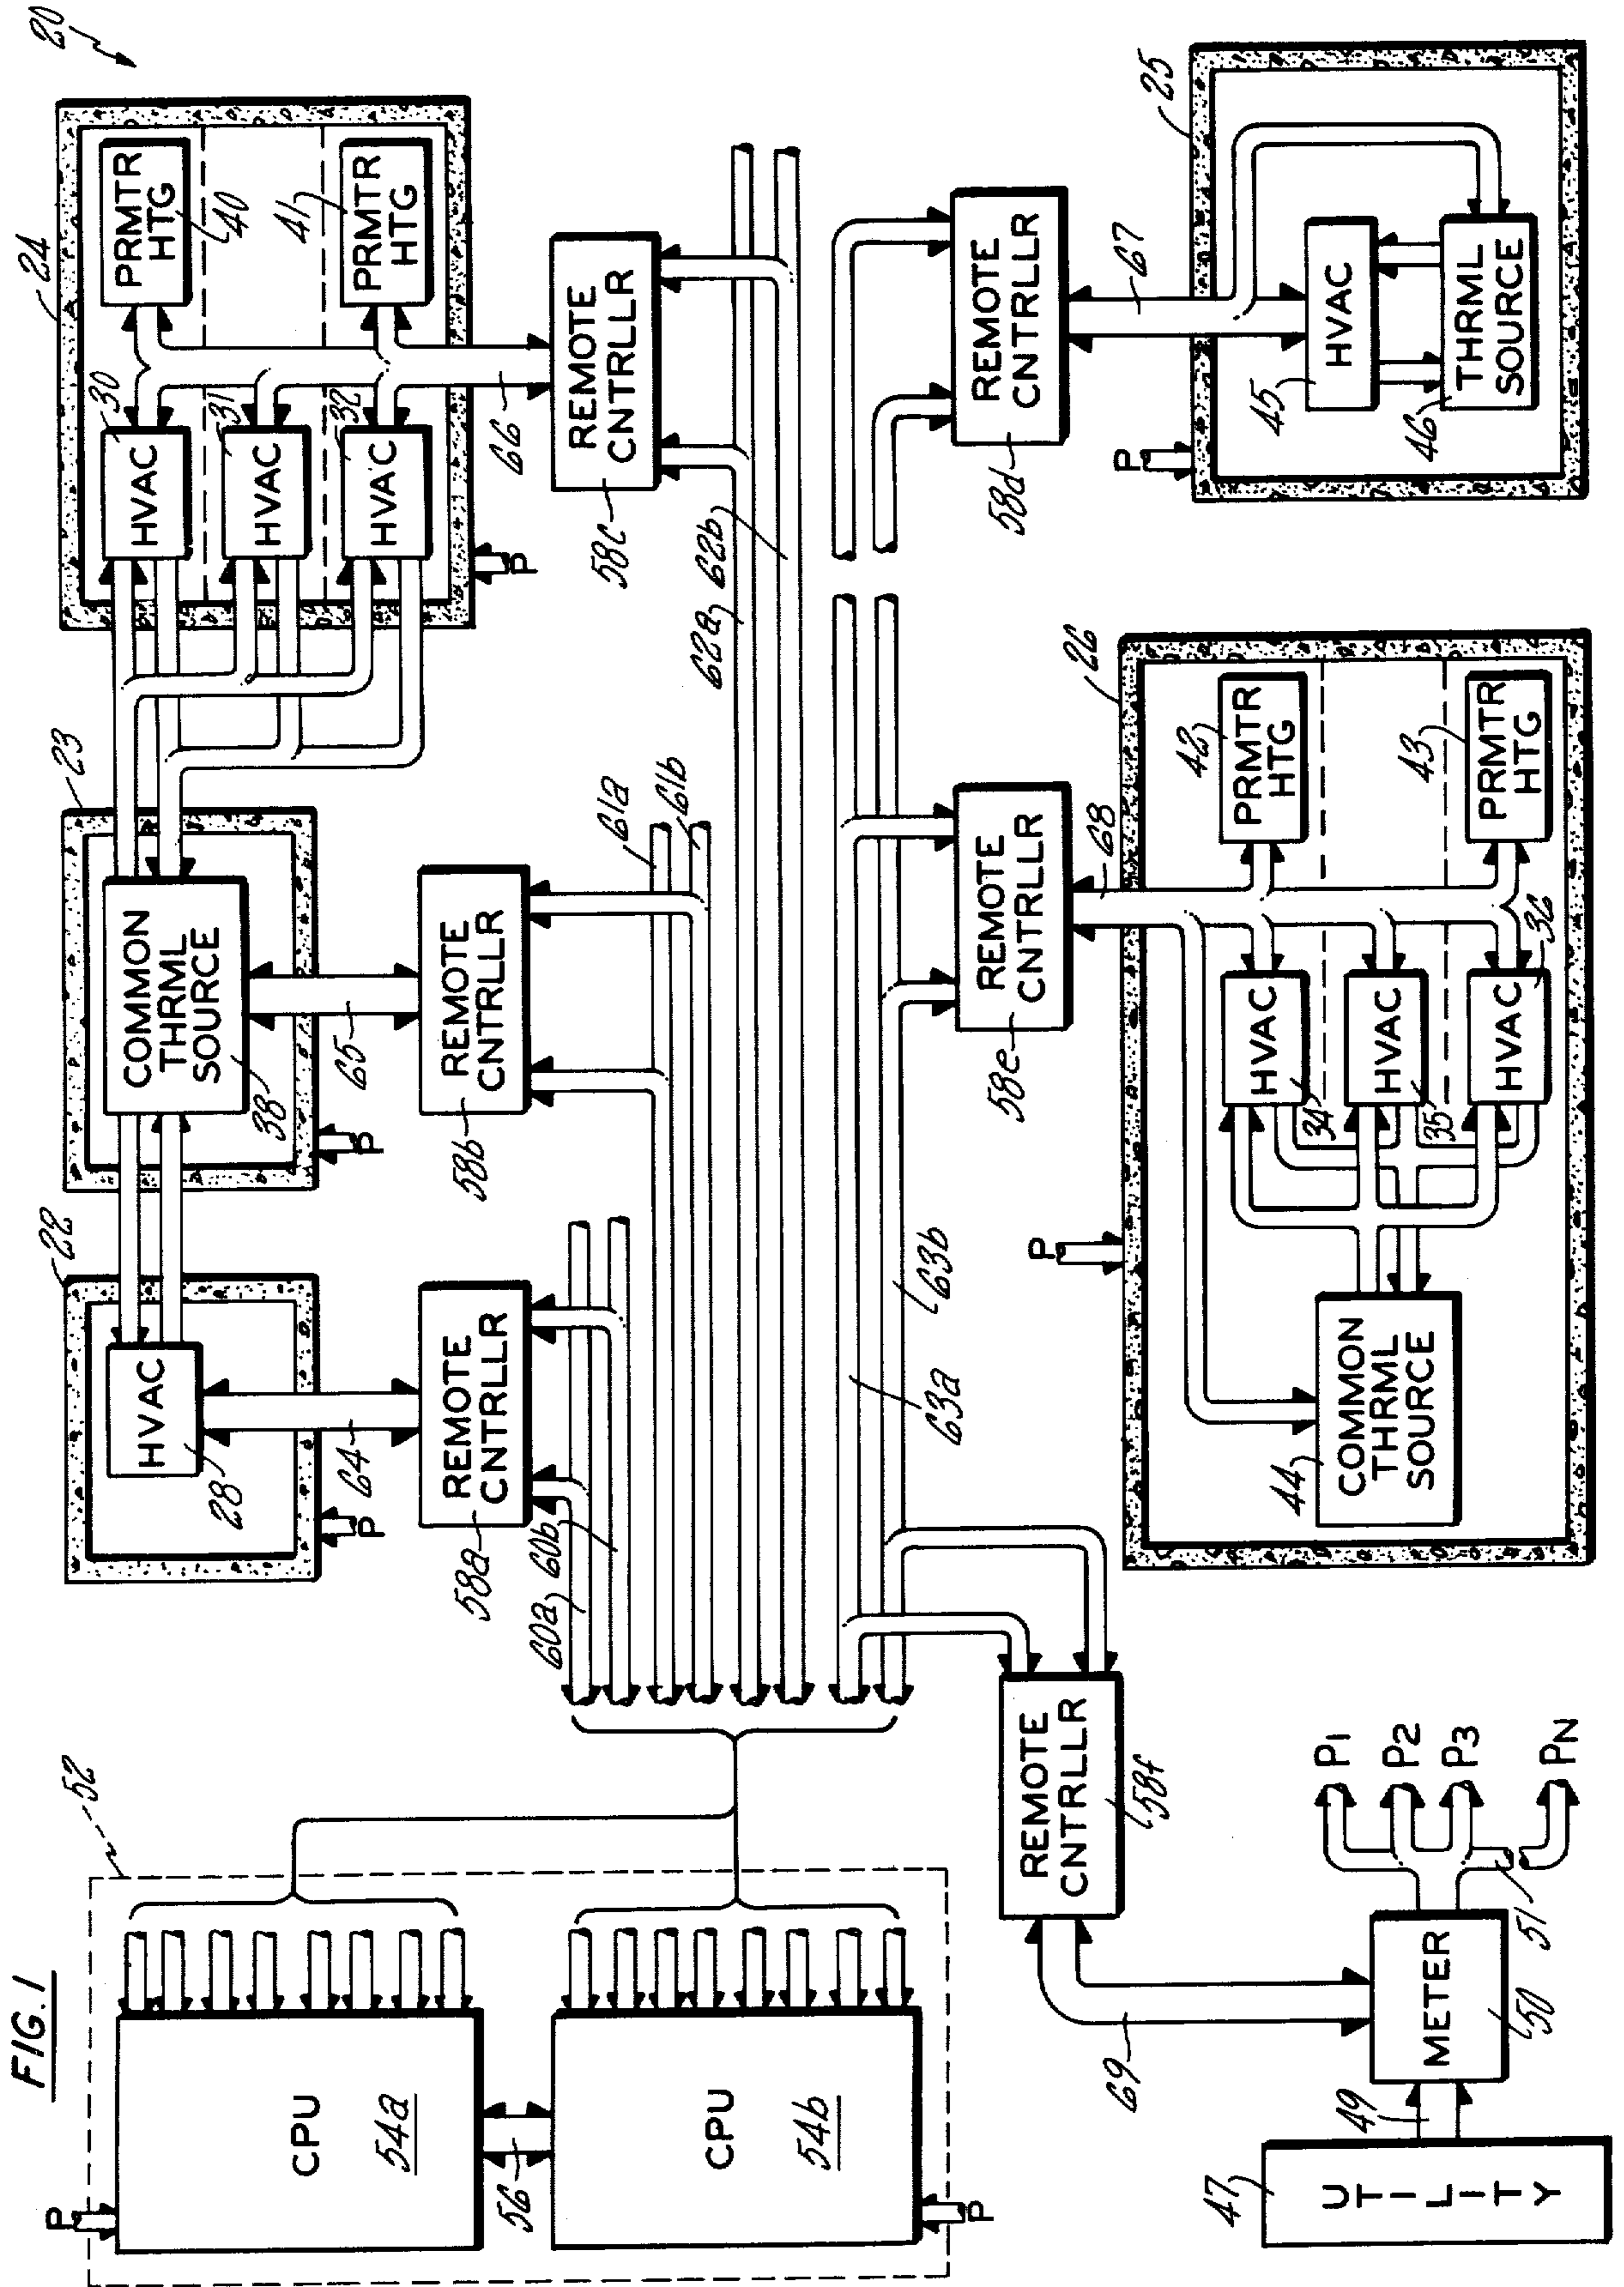 FIG. 1
20
52
P
CPU
54a
56
CPU
54b
P
22
HVAC
28
P
64
REMOTE
CNTRLLR
58a
60a
60b
23
COMMON
THRML
SOURCE
38
P
65
REMOTE
CNTRLLR
58b
61a
61b
24
HVAC
30
HVAC
31
HVAC
32
PRMTR
HTG
40
PRMTR
HTG
41
P
66
REMOTE
CNTRLLR
58c
62a
62b
63a
63b
REMOTE
CNTRLLR
58d
67
25
P
HVAC
45
THRML
SOURCE
46
REMOTE
CNTRLLR
58e
68
26
P
PRMTR
HTG
42
PRMTR
HTG
43
HVAC
34
HVAC
35
HVAC
36
COMMON
THRML
SOURCE
44
REMOTE
CNTRLLR
58f
69
UTILITY
47
49
METER
50
51
P1
P2
P3
PN